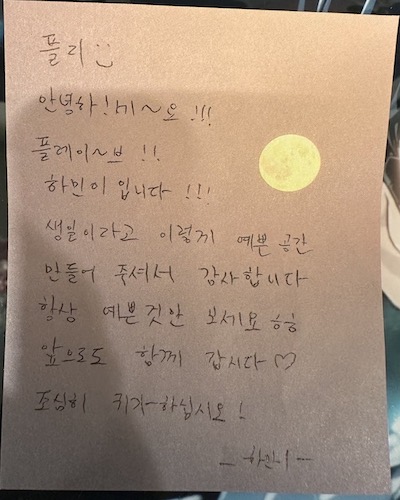 플리 :)
안녕하!세~요 !!!
플레이~브 !!
하민이 입니다 !!!
생일이라고 이렇게 예쁜 공간
만들어 주셔서 감사합니다
항상 예쁜것만 보세요 ㅎㅎ
앞으로도 함께 갑시다 ♡
조심히 귀가~하십시오 !
- 하민이 -